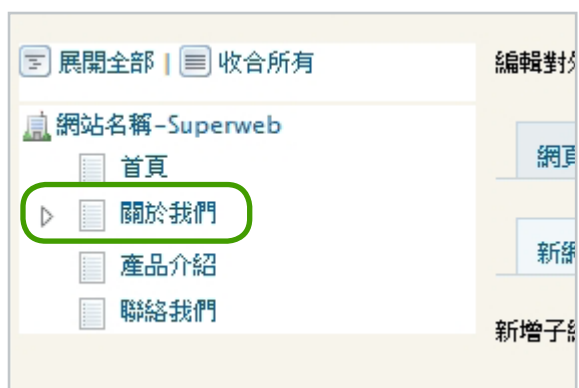 展開全部 | 收合所有
編輯對
網站名稱-Superweb
首頁
網頁
關於我們
新
產品介紹
聯絡我們
新增子